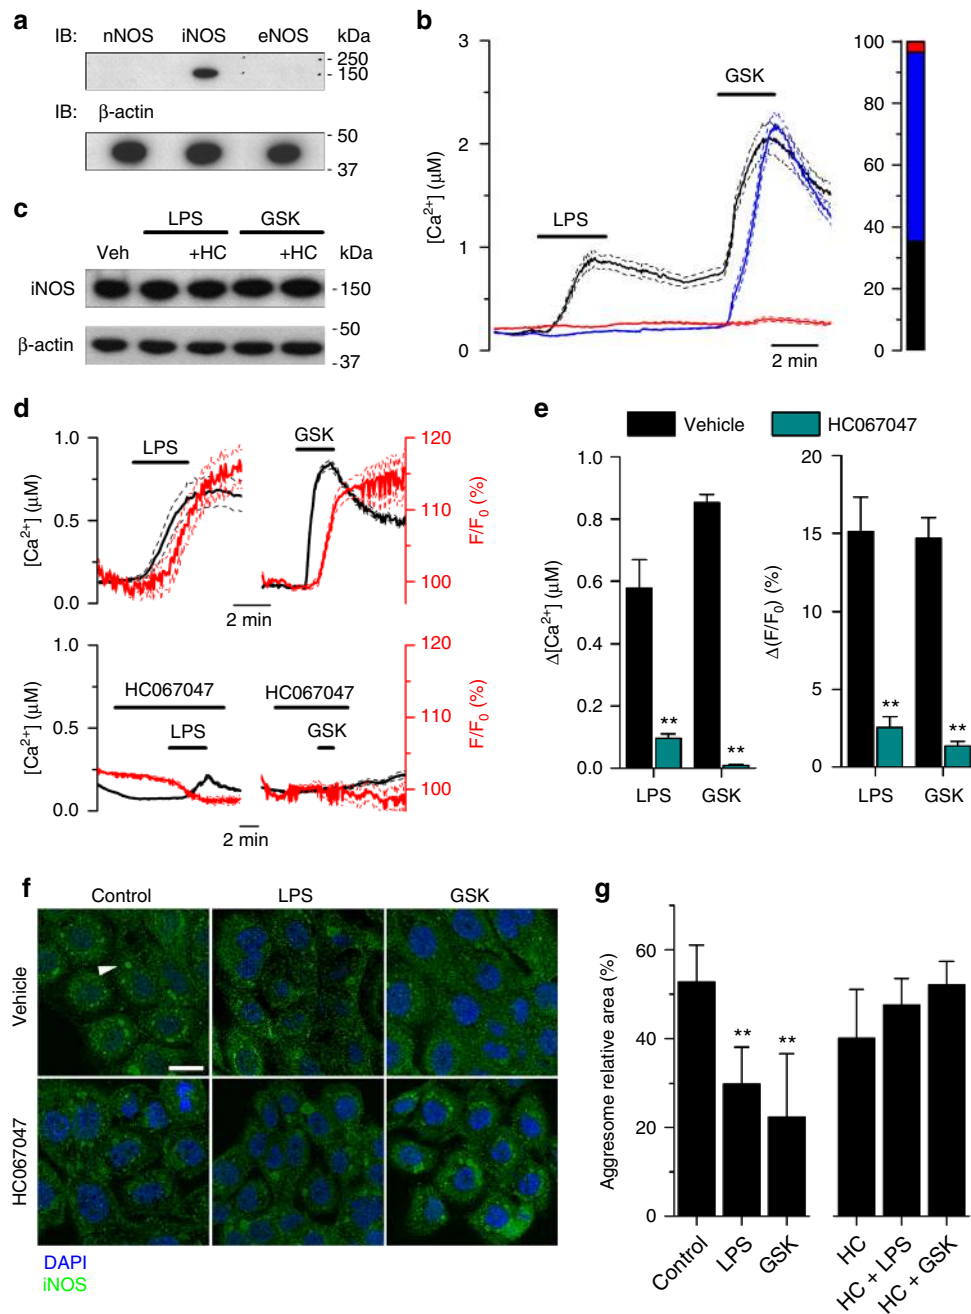 a
IB: nNOS iNOS eNOS kDa
- 250
- 150
IB: β-actin
- 50
- 37
b
3
2
1
0
[Ca²⁺] (μM)
LPS
GSK
2 min
100
80
60
40
20
0
c
LPS GSK
Veh +HC +HC kDa
iNOS -150
-50
β-actin
-37
d
1.0
0.5
0.0
[Ca²⁺] (μM)
LPS
GSK
120
110
100
F/F₀ (%)
2 min
1.0
0.5
0.0
[Ca²⁺] (μM)
HC067047
LPS
HC067047
GSK
120
110
100
F/F₀ (%)
2 min
e
Vehicle HC067047
1.0
0.8
0.6
0.4
0.2
0.0
Δ[Ca²⁺] (μM)
**
**
LPS GSK
20
15
10
5
0
Δ(F/F₀) (%)
**
**
LPS GSK
f
Control LPS GSK
Vehicle
HC067047
DAPI
iNOS
g
60
40
20
0
Aggresome relative area (%)
**
**
Control
LPS
GSK
HC
HC + LPS
HC + GSK